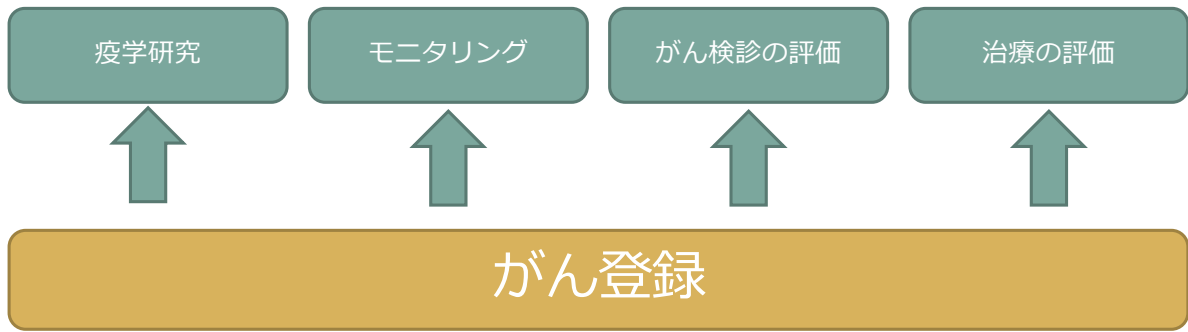 疫学研究
モニタリング
がん検診の評価
治療の評価
がん登録